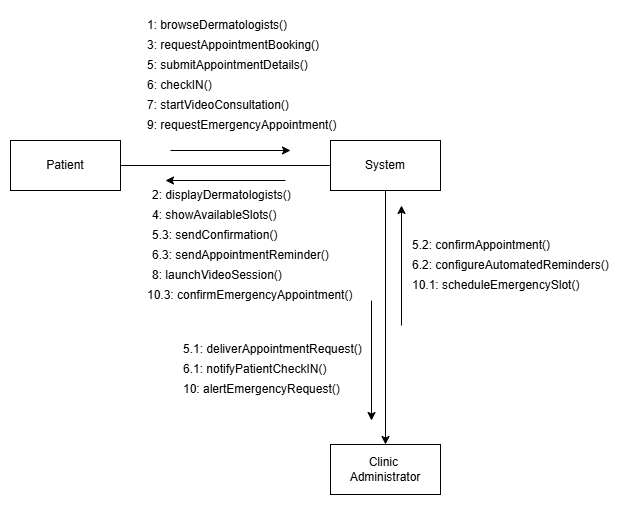 1: browseDermatologists()
3: requestAppointmentBooking()
5: submitAppointmentDetails()
6: checkIN()
7: startVideoConsultation()
9: requestEmergencyAppointment()
Patient
System
2: displayDermatologists()
4: showAvailableSlots()
5.3: sendConfirmation()
6.3: sendAppointmentReminder()
8: launchVideoSession()
10.3: confirmEmergencyAppointment()
5.2: confirmAppointment()
6.2: configureAutomatedReminders()
10.1: scheduleEmergencySlot()
5.1: deliverAppointmentRequest()
6.1: notifyPatientCheckIN()
10: alertEmergencyRequest()
Clinic
Administrator